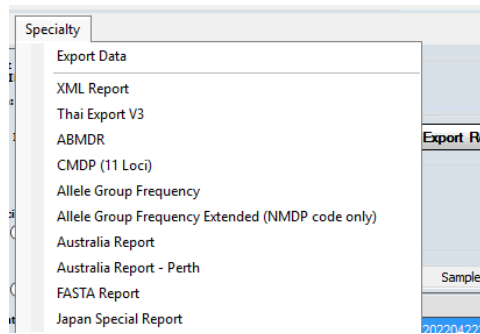 Specialty
Export Data
XML Report
Thai Export V3
ABMDR
CMDP (11 Loci)
Export R
Allele Group Frequency
Allele Group Frequency Extended (NMDP code only)
Australia Report
Australia Report - Perth
Sample
FASTA Report
Japan Special Report